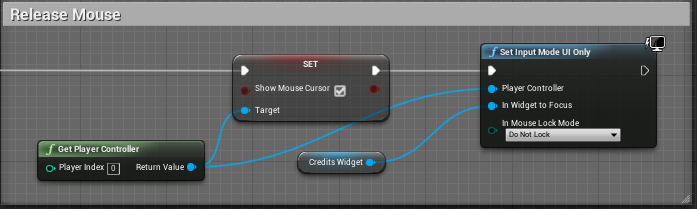 Release Mouse
SET
Show Mouse Cursor
Target
Set Input Mode UI Only
Player Controller
In Widget to Focus
In Mouse Lock Mode
Do Not Lock
Get Player Controller
Player Index 0 Return Value
Credits Widget